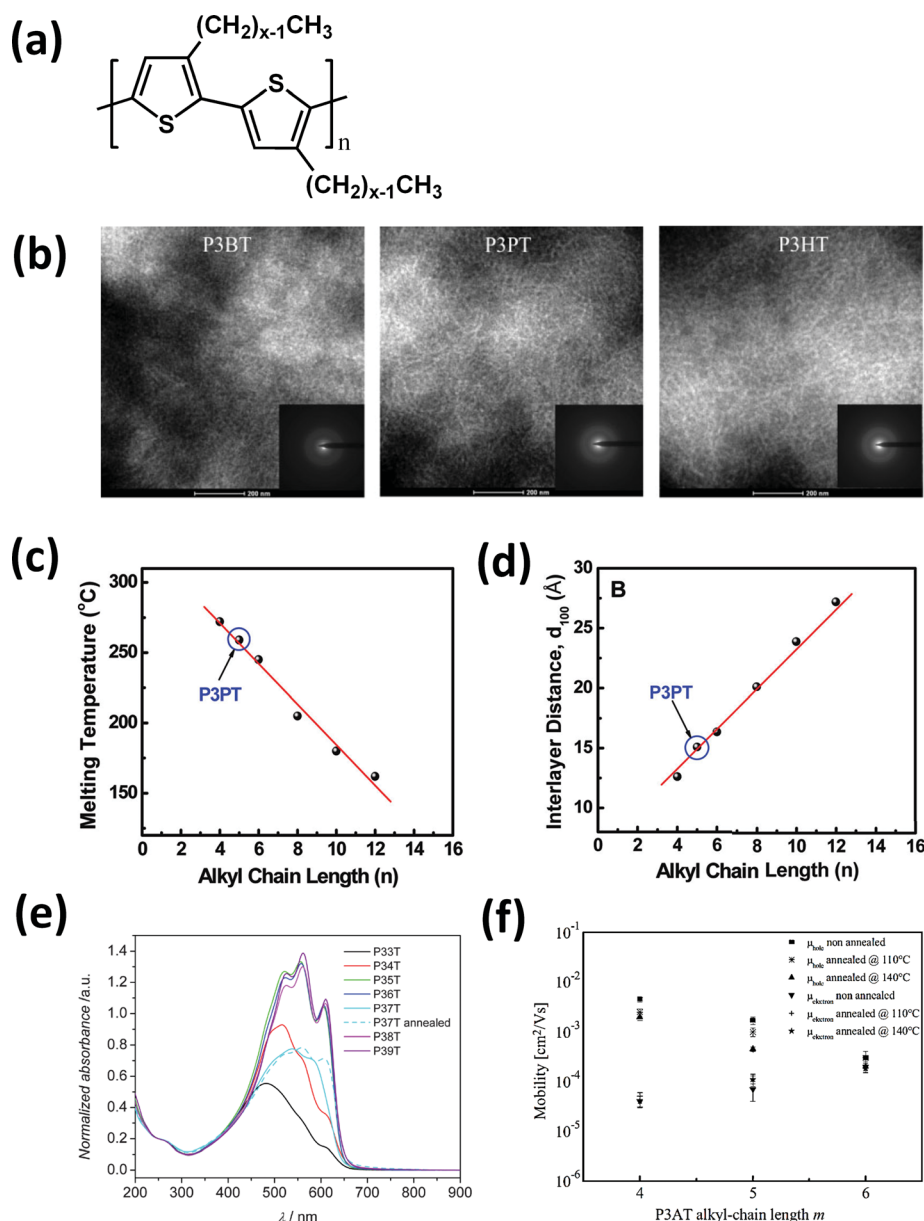 (a)
(CH2)x-1CH3
S
S
n
(CH2)x-1CH3
(b)
P3BT
P3PT
P3HT
200 nm
200 nm
200 nm
(c)
Melting Temperature (°C)
300
250
200
150
P3PT
0 2 4 6 8 10 12 14 16
Alkyl Chain Length (n)
(d)
B
Interlayer Distance, d100 (Å)
30
25
20
15
10
P3PT
0 2 4 6 8 10 12 14 16
Alkyl Chain Length (n)
(e)
Normalized absorbance /a.u.
1.4
1.2
1.0
0.8
0.6
0.4
0.2
0.0
P33T
P34T
P35T
P36T
P37T
P37T annealed
P38T
P39T
200 300 400 500 600 700 800 900
λ / nm
(f)
Mobility [cm²/Vs]
10-1
10-2
10-3
10-4
10-5
10-6
μhole non annealed
μhole annealed @ 110°C
μhole annealed @ 140°C
μelectron non annealed
μelectron annealed @ 110°C
μelectron annealed @ 140°C
4 5 6
P3AT alkyl-chain length m